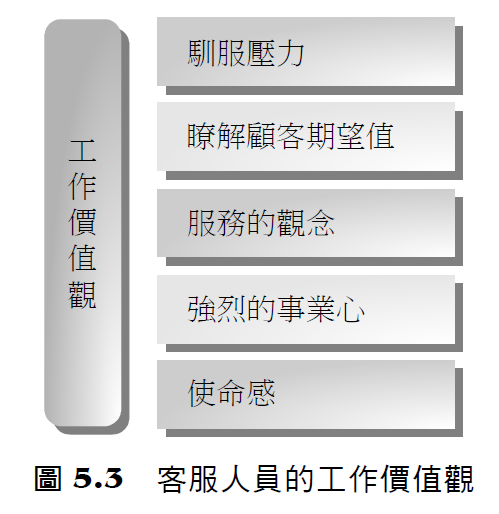 工作價值觀
馴服壓力
瞭解顧客期望值
服務的觀念
強烈的事業心
使命感
圖 5.3 客服人員的工作價值觀